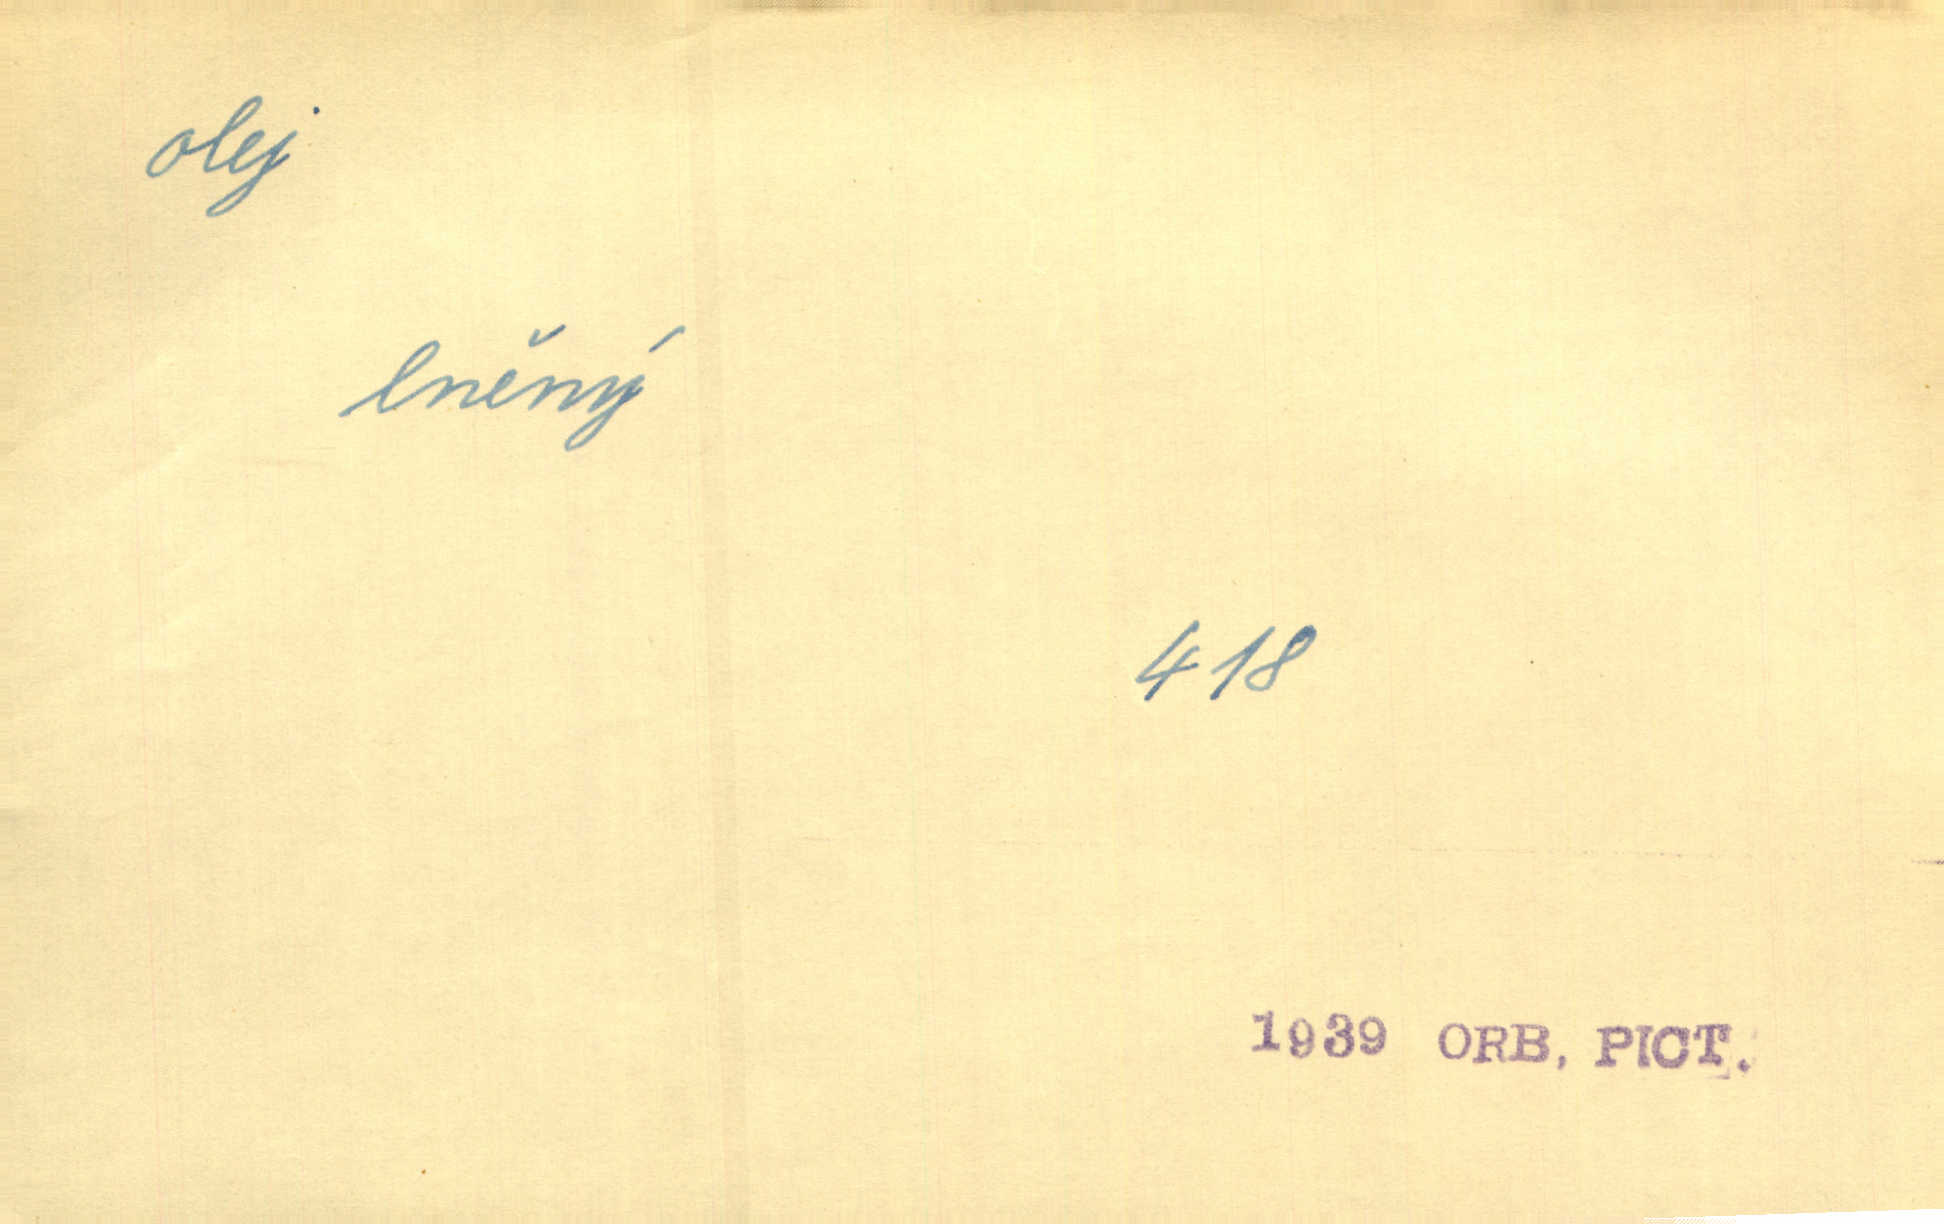 olej
lněný
418
1939 ORB, PICT.